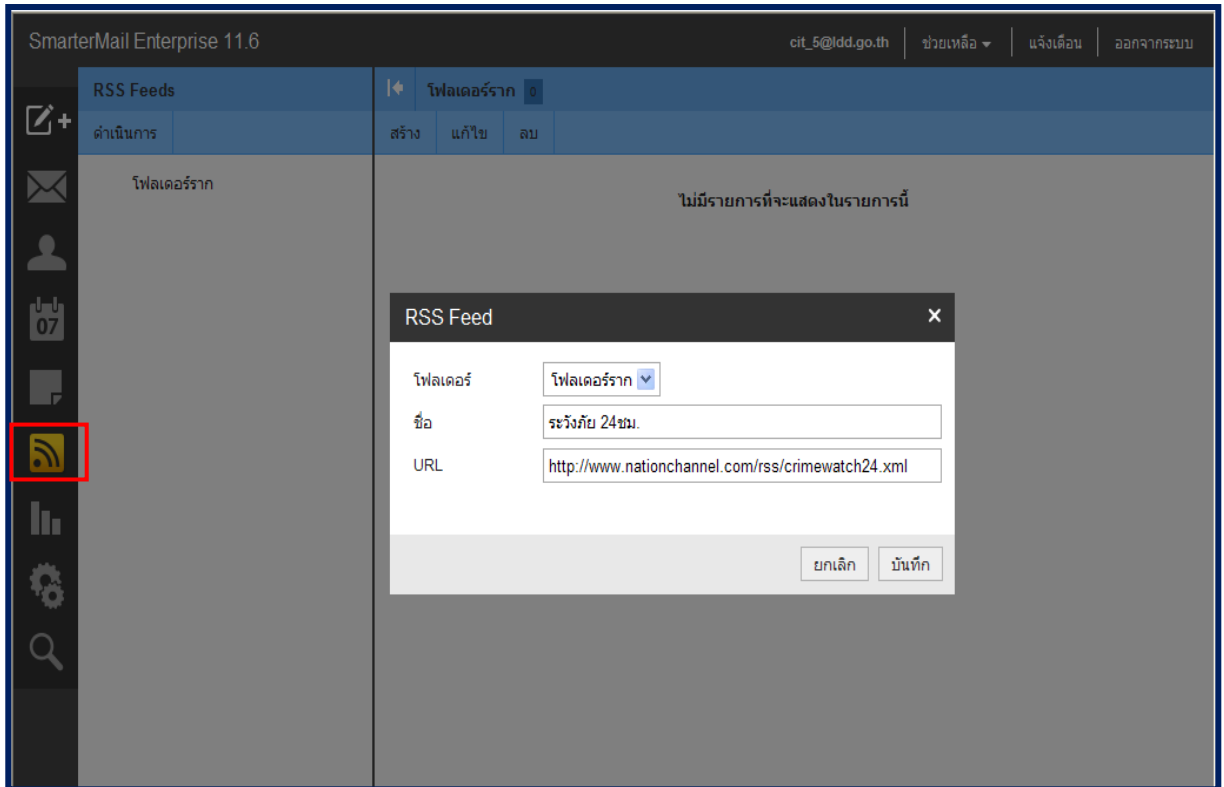 SmarterMail Enterprise 11.6 cit_5@ldd.go.th ช่วยเหลือ แจ้งเตือน ออกจากระบบ
RSS Feeds โฟลเดอร์ราก 0
ดำเนินการ สร้าง แก้ไข ลบ
โฟลเดอร์ราก
ไม่มีรายการที่จะแสดงในรายการนี้
07
RSS Feed
โฟลเดอร์ โฟลเดอร์ราก
ชื่อ ระวังภัย 24ชม.
URL http://www.nationchannel.com/rss/crimewatch24.xml
ยกเลิก บันทึก